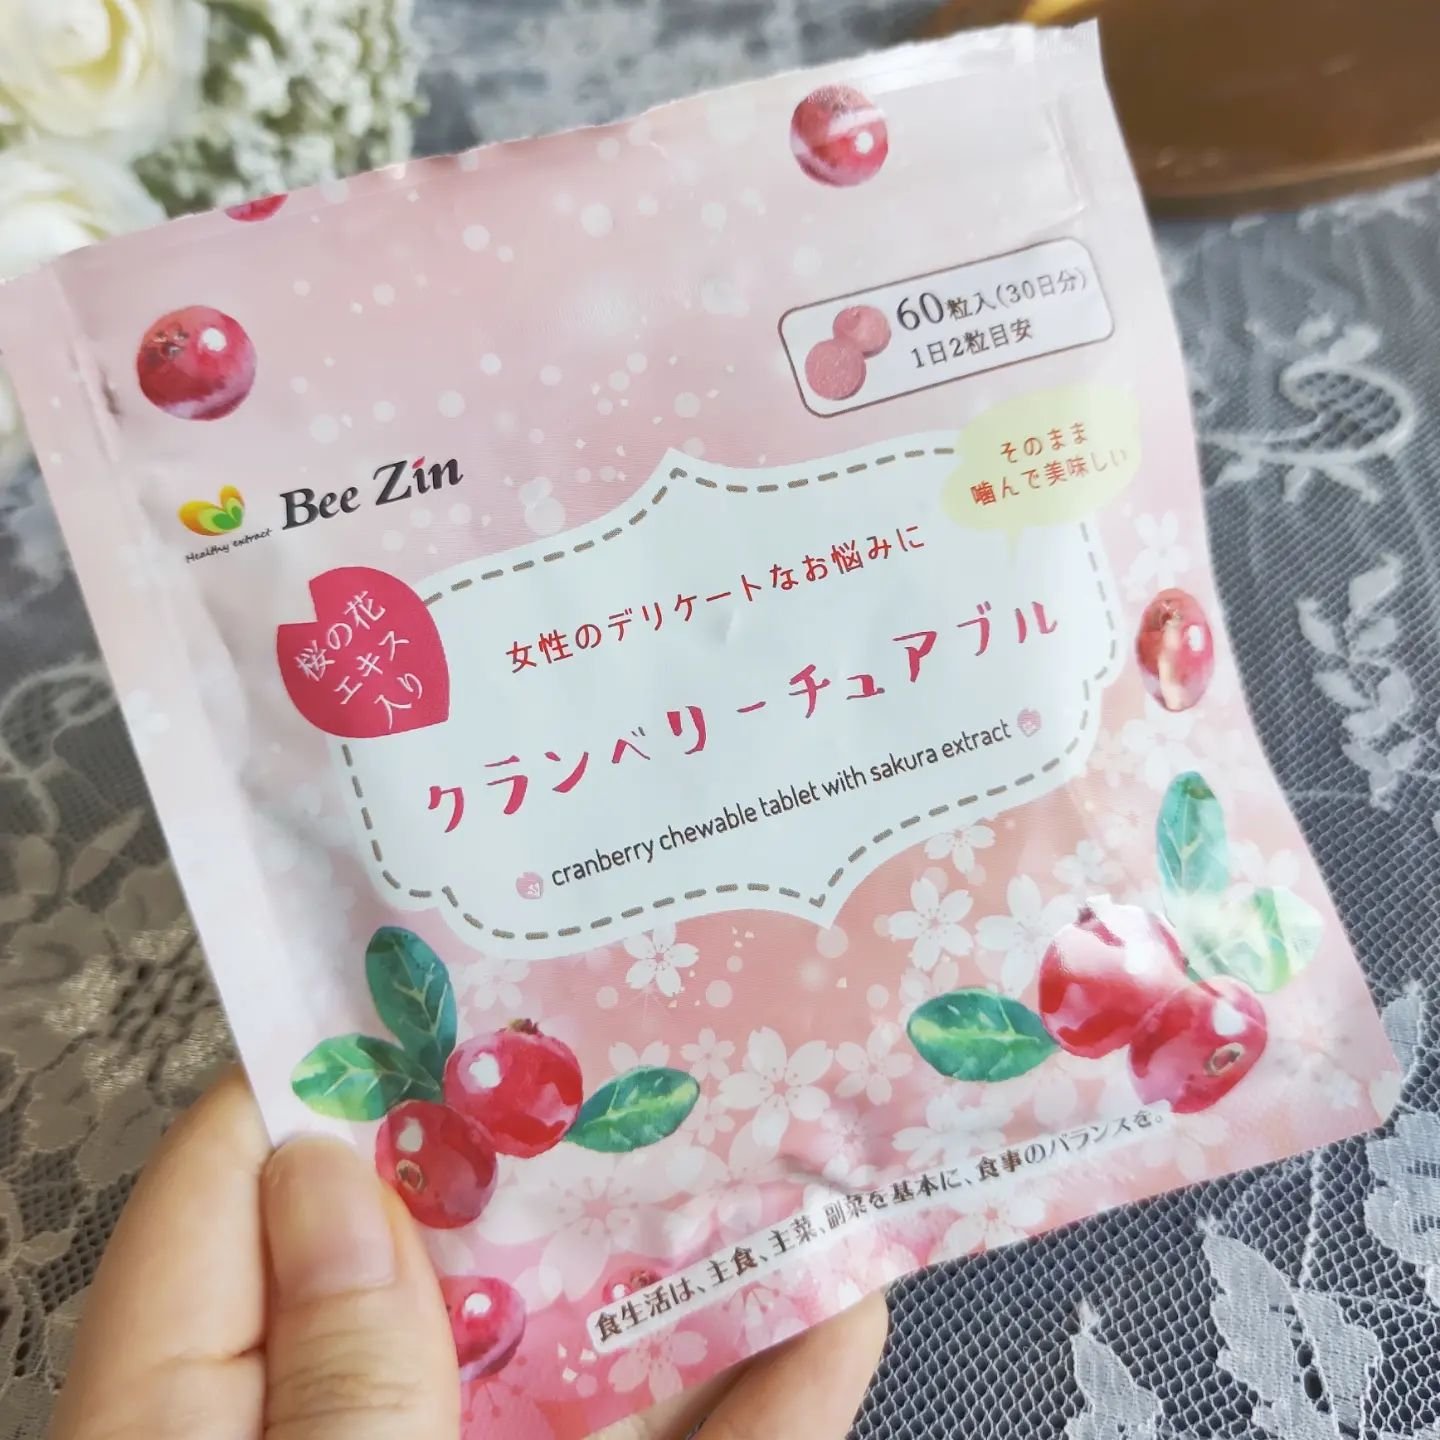 60粒入(30日分)
1日2粒目安
Bee Zin
Healthy extract
そのまま
噛んで美味しい
桜の花
エキス
入り
女性のデリケートなお悩みに
クランベリーチュアブル
cranberry chewable tablet with sakura extract
食生活は、主食、主菜、副菜を基本に、食事のバランスを。